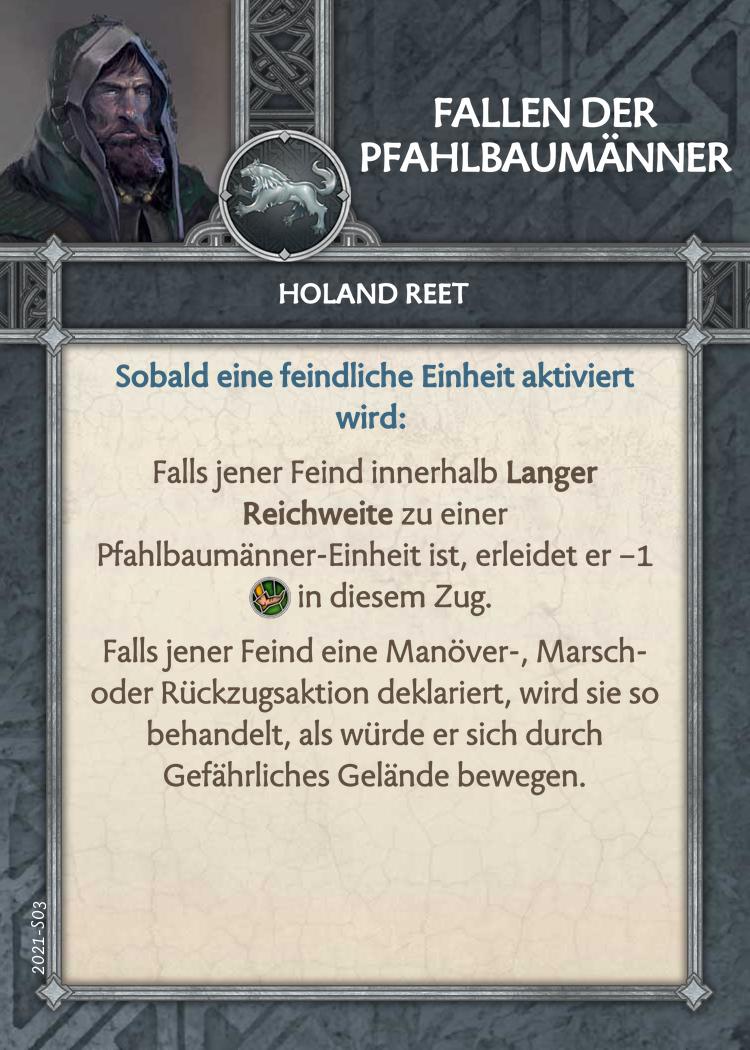 FALLEN DER
PFAHLBAUMÄNNER
HOLAND REET
Sobald eine feindliche Einheit aktiviert
wird:
Falls jener Feind innerhalb Langer
Reichweite zu einer
Pfahlbaumänner-Einheit ist, erleidet er −1
in diesem Zug.
Falls jener Feind eine Manöver-, Marsch-
oder Rückzugsaktion deklariert, wird sie so
behandelt, als würde er sich durch
Gefährliches Gelände bewegen.
2021-S03